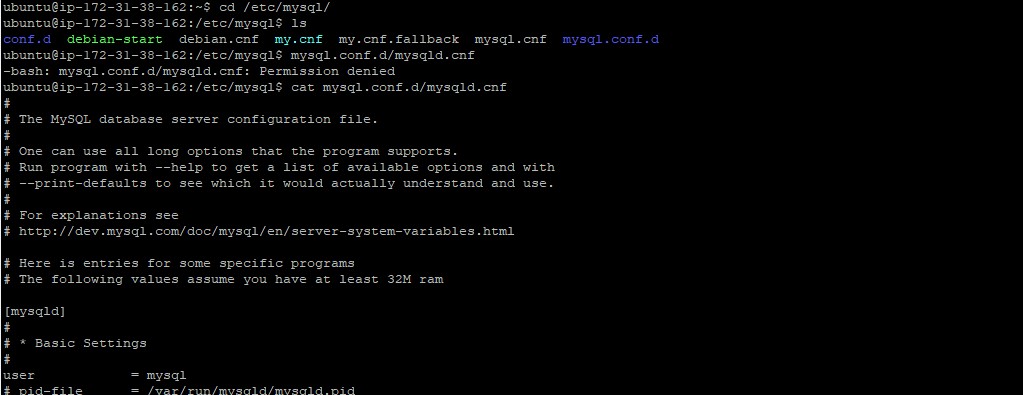 ubuntu@ip-172-31-38-162:~$ cd /etc/mysql/
ubuntu@ip-172-31-38-162:/etc/mysql$ ls
conf.d  debian-start  debian.cnf  my.cnf  my.cnf.fallback  mysql.cnf  mysql.conf.d
ubuntu@ip-172-31-38-162:/etc/mysql$ mysql.conf.d/mysqld.cnf
-bash: mysql.conf.d/mysqld.cnf: Permission denied
ubuntu@ip-172-31-38-162:/etc/mysql$ cat mysql.conf.d/mysqld.cnf
#
# The MySQL database server configuration file.
#
# One can use all long options that the program supports.
# Run program with --help to get a list of available options and with
# --print-defaults to see which it would actually understand and use.
#
# For explanations see
# http://dev.mysql.com/doc/mysql/en/server-system-variables.html

# Here is entries for some specific programs
# The following values assume you have at least 32M ram

[mysqld]
#
# * Basic Settings
#
user            = mysql
# pid-file      = /var/run/mysqld/mysqld.pid